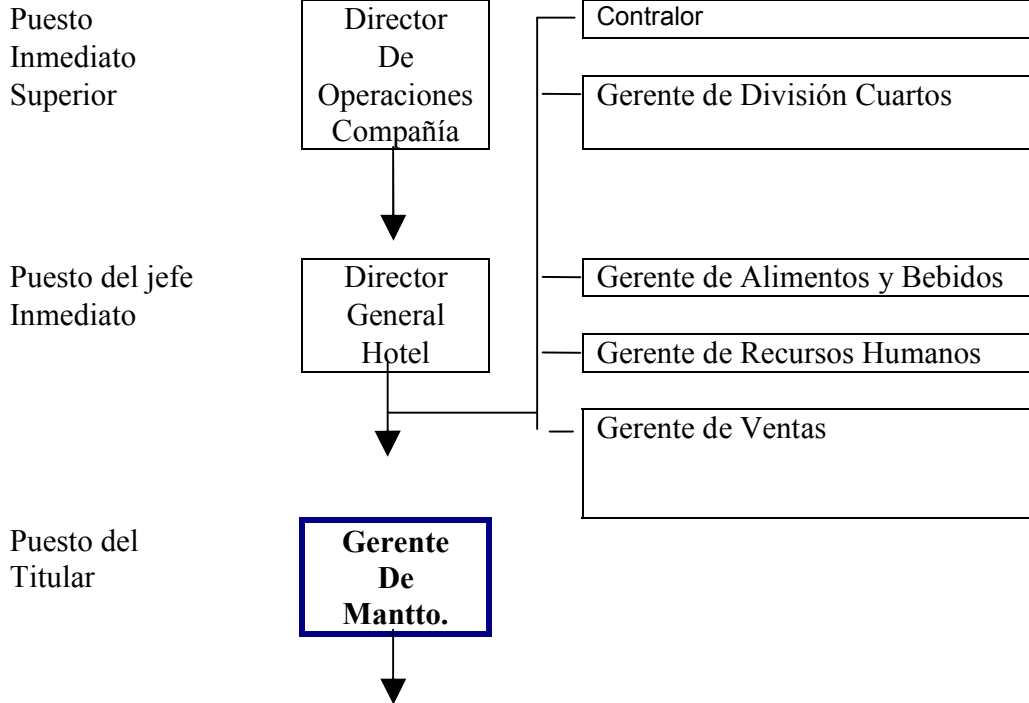 Puesto
Inmediato
Superior
Director
De
Operaciones
Compañía
Contralor
Gerente de División Cuartos
Puesto del jefe
Inmediato
Director
General
Hotel
Gerente de Alimentos y Bebidos
Gerente de Recursos Humanos
Gerente de Ventas
Puesto del
Titular
Gerente
De
Mantto.